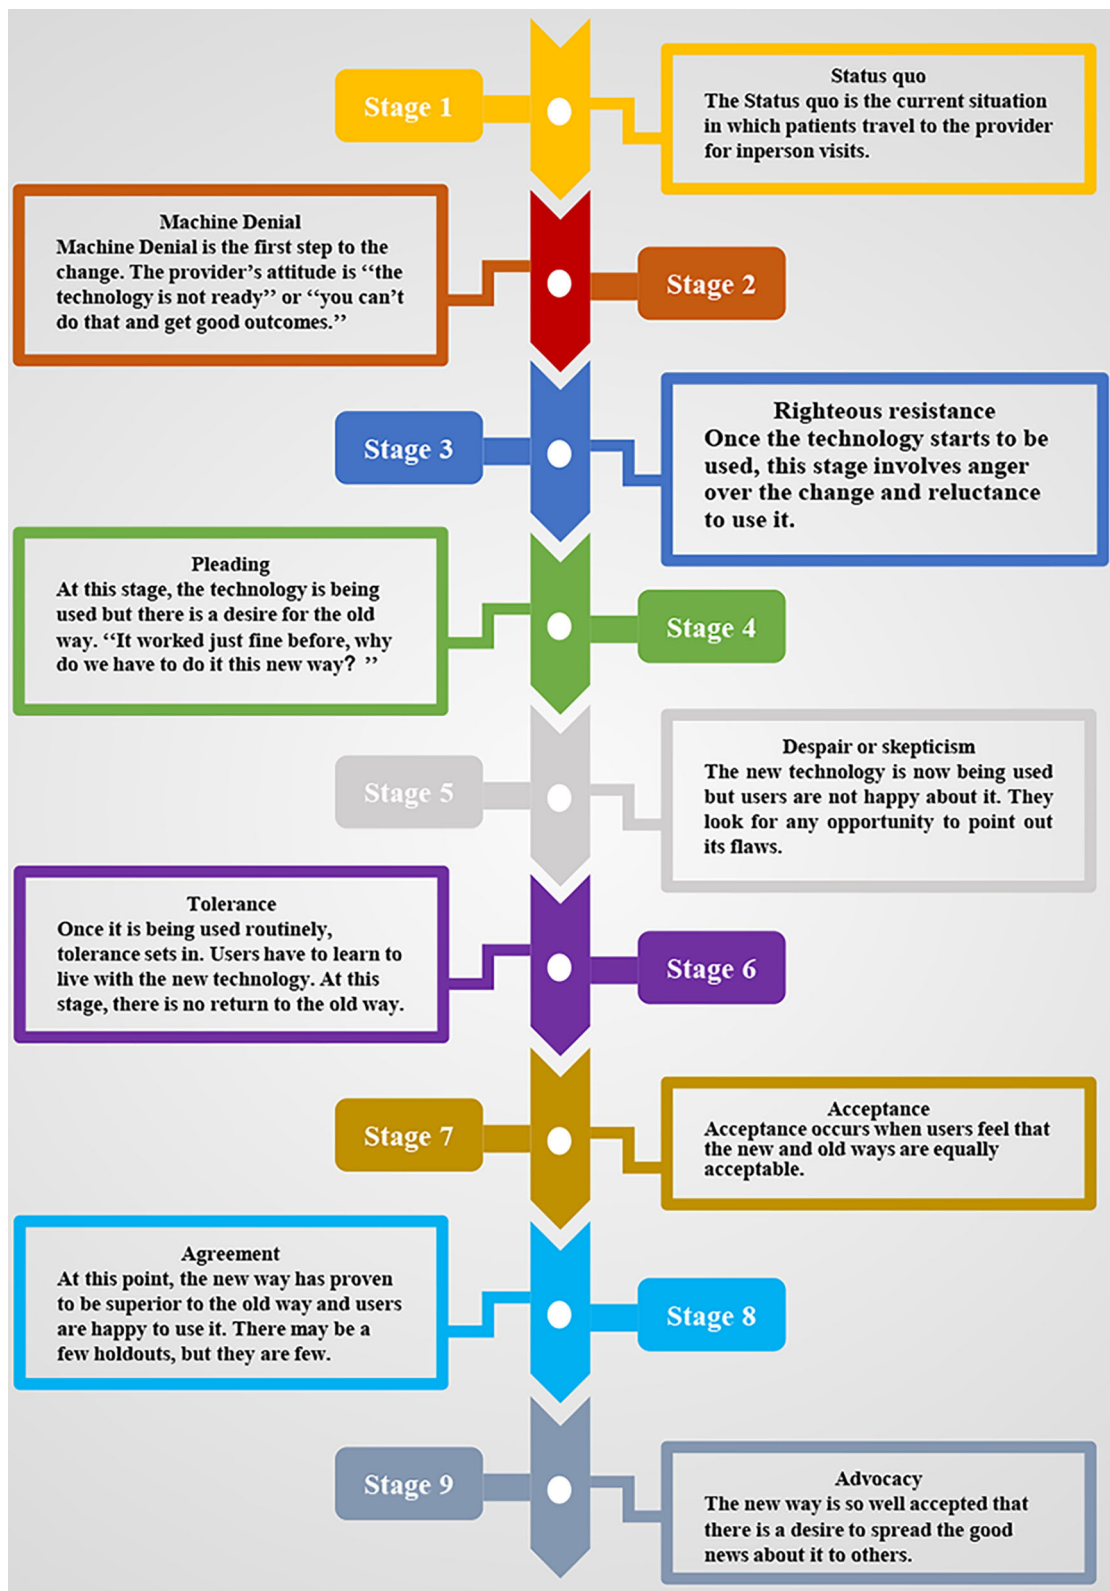 Stage 1
Status quo
The Status quo is the current situation
in which patients travel to the provider
for inperson visits.
Machine Denial
Machine Denial is the first step to the
change. The provider’s attitude is ‘‘the
technology is not ready’’ or ‘‘you can’t
do that and get good outcomes.’’
Stage 2
Stage 3
Righteous resistance
Once the technology starts to be
used, this stage involves anger
over the change and reluctance
to use it.
Pleading
At this stage, the technology is being
used but there is a desire for the old
way. ‘‘It worked just fine before, why
do we have to do it this new way? ’’
Stage 4
Stage 5
Despair or skepticism
The new technology is now being used
but users are not happy about it. They
look for any opportunity to point out
its flaws.
Tolerance
Once it is being used routinely,
tolerance sets in. Users have to learn to
live with the new technology. At this
stage, there is no return to the old way.
Stage 6
Stage 7
Acceptance
Acceptance occurs when users feel that
the new and old ways are equally
acceptable.
Agreement
At this point, the new way has proven
to be superior to the old way and users
are happy to use it. There may be a
few holdouts, but they are few.
Stage 8
Stage 9
Advocacy
The new way is so well accepted that
there is a desire to spread the good
news about it to others.